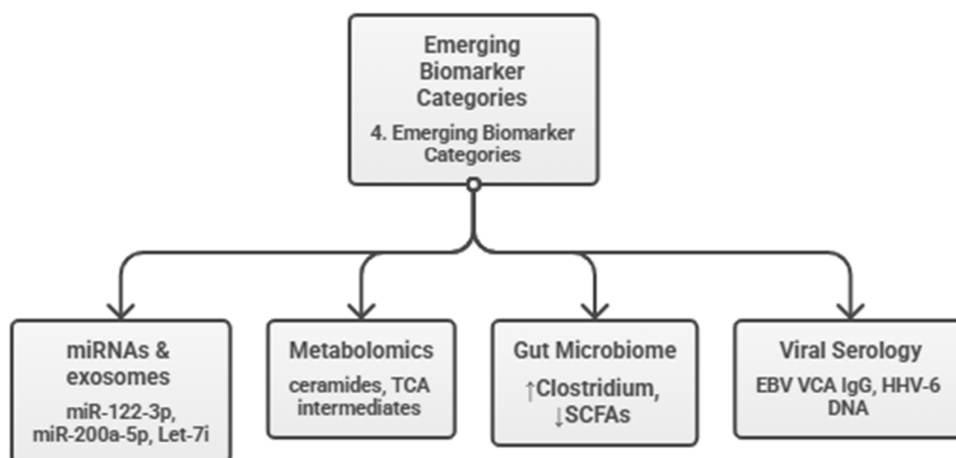 Emerging
Biomarker
Categories
4. Emerging Biomarker
Categories
miRNAs &
exosomes
miR-122-3p,
miR-200a-5p, Let-7i
Metabolomics
ceramides, TCA
intermediates
Gut Microbiome
↑Clostridium,
↓SCFAs
Viral Serology
EBV VCA IgG, HHV-6
DNA